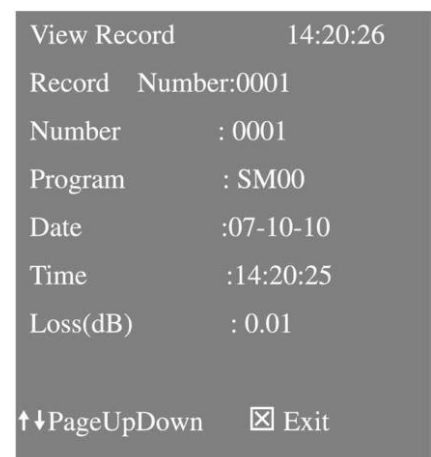 View Record 14:20:26
Record Number:0001
Number : 0001
Program : SM00
Date :07-10-10
Time :14:20:25
Loss(dB) : 0.01
↑↓PageUpDown ☒ Exit